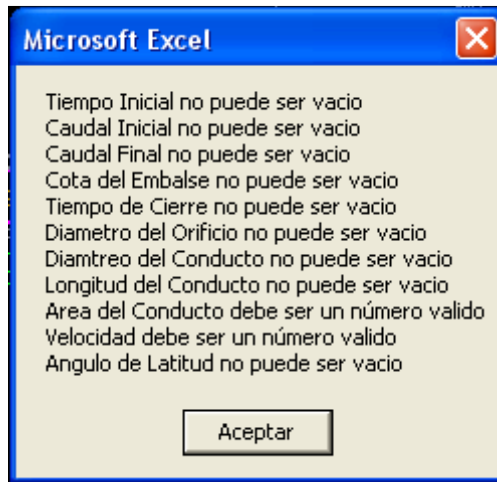 Microsoft Excel
Tiempo Inicial no puede ser vacio
Caudal Inicial no puede ser vacio
Caudal Final no puede ser vacio
Cota del Embalse no puede ser vacio
Tiempo de Cierre no puede ser vacio
Diametro del Orificio no puede ser vacio
Diamtreo del Conducto no puede ser vacio
Longitud del Conducto no puede ser vacio
Area del Conducto debe ser un número valido
Velocidad debe ser un número valido
Angulo de Latitud no puede ser vacio
Aceptar